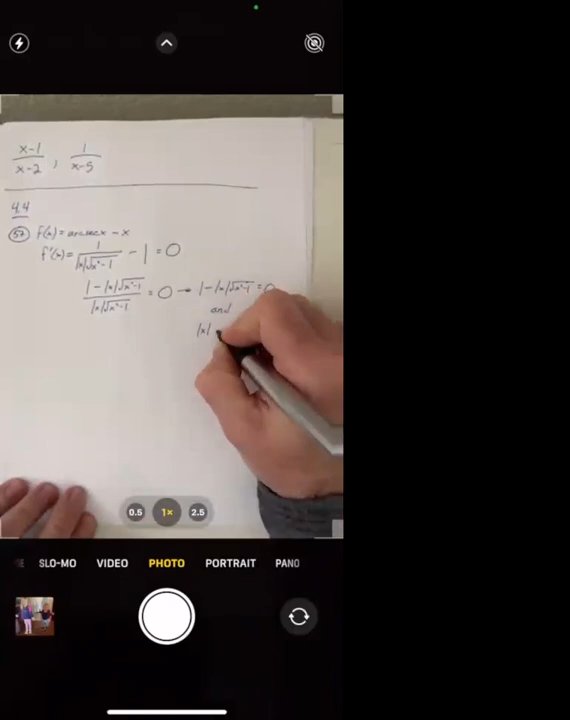 x-1/x-2 , 1/x-5
4.4
57 f(x) = arcsecx - x
f'(x) = 1/|x|√x²-1 - 1 = 0
1-|x|√x²-1/|x|√x²-1 = 0 → 1-|x|√x²-1 = 0
and
|x|
0.5 1× 2.5
SLO-MO VIDEO PHOTO PORTRAIT PANO